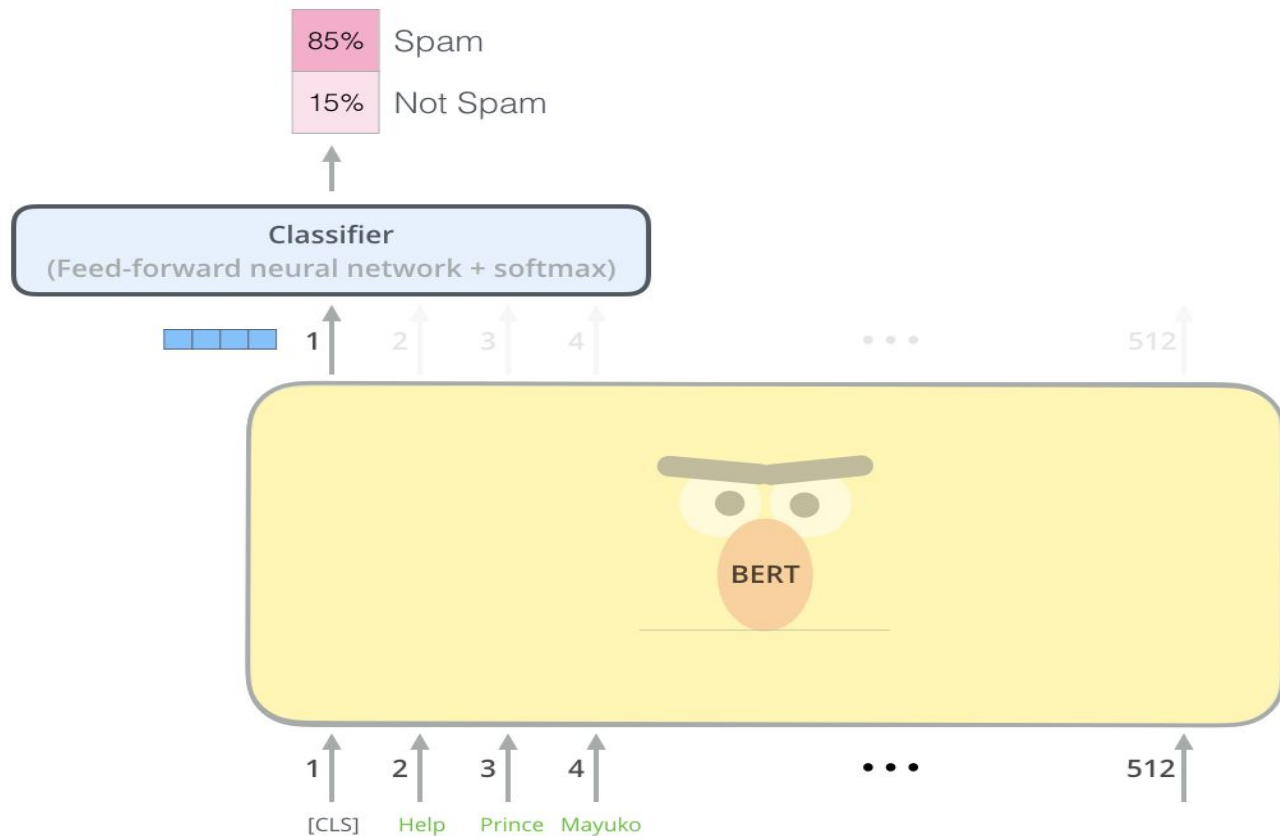 85% Spam
15% Not Spam
Classifier
(Feed-forward neural network + softmax)
1 2 3 4 ••• 512
BERT
1 2 3 4 ••• 512
[CLS] Help Prince Mayuko